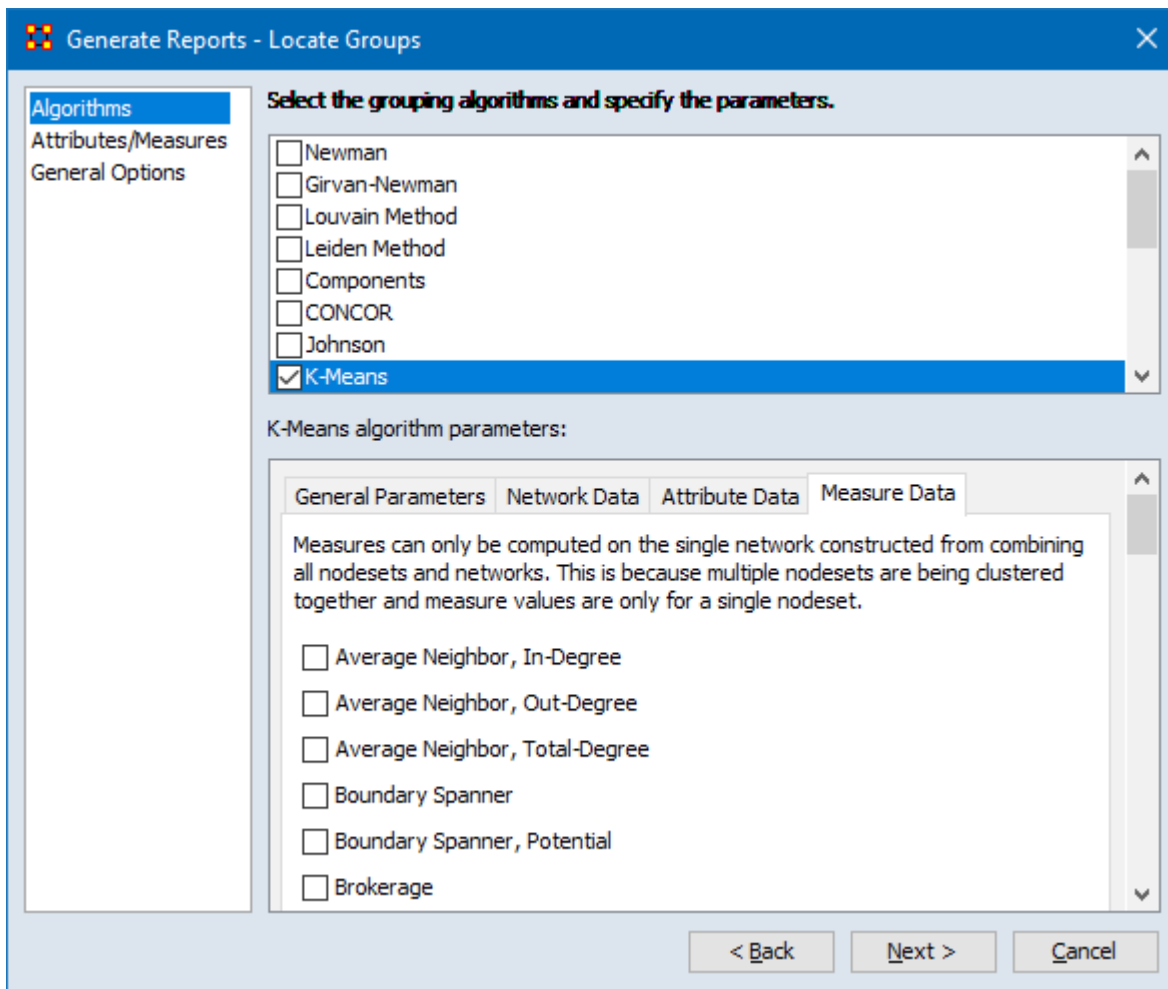 Generate Reports - Locate Groups
Algorithms
Attributes/Measures
General Options
Select the grouping algorithms and specify the parameters.
Newman
Girvan-Newman
Louvain Method
Leiden Method
Components
CONCOR
Johnson
K-Means
K-Means algorithm parameters:
General Parameters Network Data Attribute Data Measure Data
Measures can only be computed on the single network constructed from combining
all nodesets and networks. This is because multiple nodesets are being clustered
together and measure values are only for a single nodeset.
Average Neighbor, In-Degree
Average Neighbor, Out-Degree
Average Neighbor, Total-Degree
Boundary Spanner
Boundary Spanner, Potential
Brokerage
< Back Next > Cancel